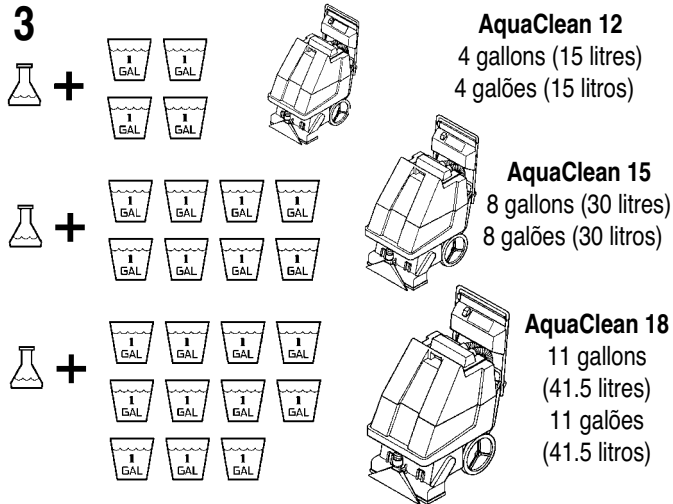 3
1 GAL 1 GAL
1 GAL 1 GAL
AquaClean 12
4 gallons (15 litres)
4 galões (15 litros)
1 GAL 1 GAL 1 GAL 1 GAL
1 GAL 1 GAL 1 GAL 1 GAL
AquaClean 15
8 gallons (30 litres)
8 galões (30 litros)
1 GAL 1 GAL 1 GAL 1 GAL
1 GAL 1 GAL 1 GAL 1 GAL
1 GAL 1 GAL 1 GAL
AquaClean 18
11 gallons
(41.5 litres)
11 galões
(41.5 litros)